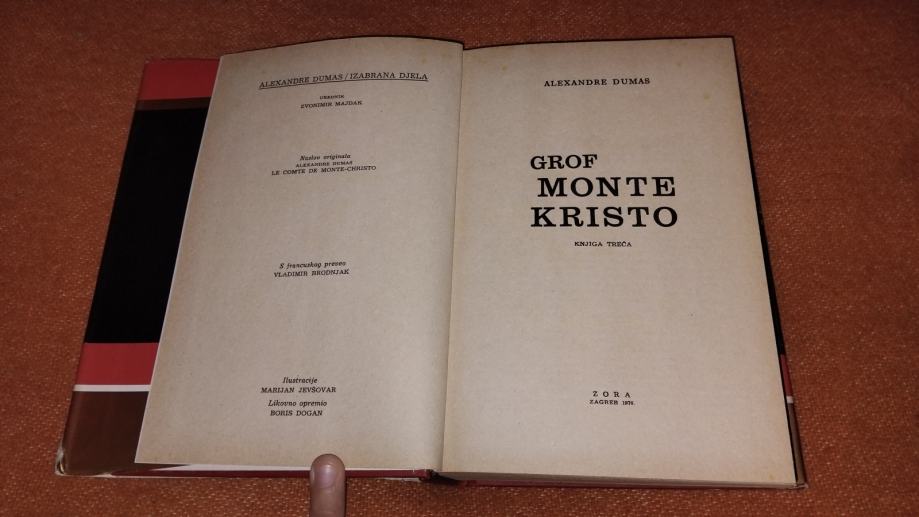 ALEXANDRE DUMAS / IZABRANA DJELA
UREDNIK
ZVONIMIR MAJDAK
Naslov originala
ALEXANDRE DUMAS
LE COMTE DE MONTE-CHRISTO
S francuskog preveo
VLADIMIR BRODNJAK
Ilustracije
MARIJAN JEVŠOVAR
Likovno opremio
BORIS DOGAN
ALEXANDRE DUMAS
GROF
MONTE
KRISTO
KNJIGA TREĆA
ZORA
ZAGREB 1976.